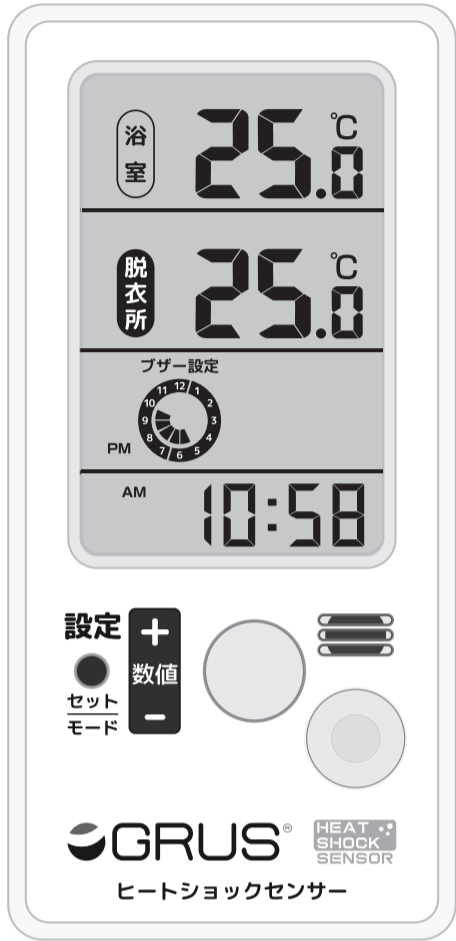 浴室 25.0 ℃
脱衣所 25.0 ℃
ブザー設定
12 1 2 3 4 5 6 7 8 9 10 11
PM
AM 10:58
設定
セット
モード
+
数値
−
GRUS®
HEAT
SHOCK
SENSOR
ヒートショックセンサー